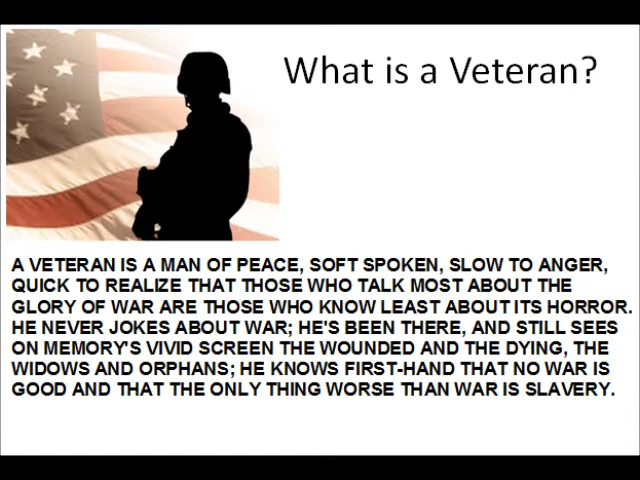 What is a Veteran?
A VETERAN IS A MAN OF PEACE, SOFT SPOKEN, SLOW TO ANGER,
QUICK TO REALIZE THAT THOSE WHO TALK MOST ABOUT THE
GLORY OF WAR ARE THOSE WHO KNOW LEAST ABOUT ITS HORROR.
HE NEVER JOKES ABOUT WAR; HE'S BEEN THERE, AND STILL SEES
ON MEMORY'S VIVID SCREEN THE WOUNDED AND THE DYING, THE
WIDOWS AND ORPHANS; HE KNOWS FIRST-HAND THAT NO WAR IS
GOOD AND THAT THE ONLY THING WORSE THAN WAR IS SLAVERY.